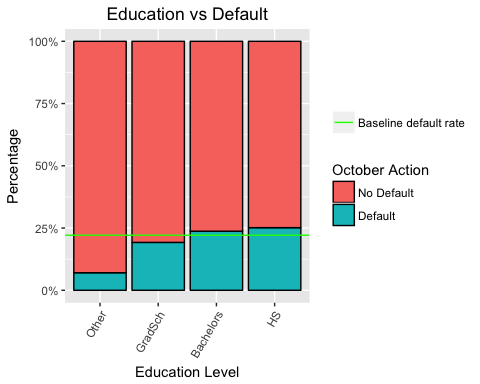 Education vs Default
100%
75%
50%
25%
0%
Percentage
Other
GradSch
Bachelors
HS
Education Level
Baseline default rate
October Action
No Default
Default